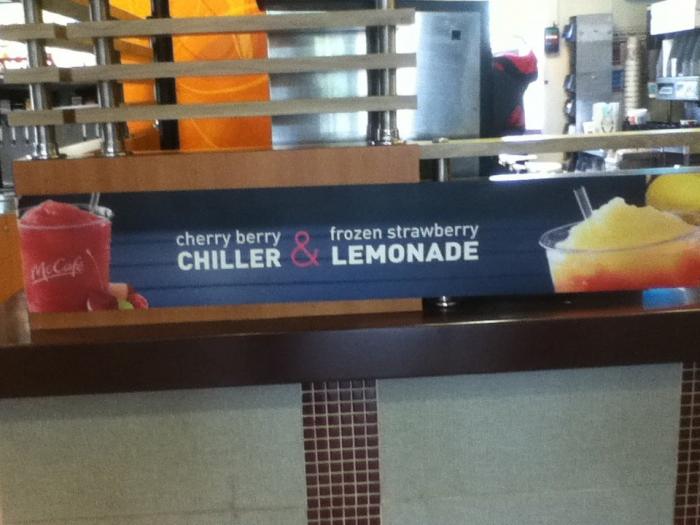 cherry berry
CHILLER
&
frozen strawberry
LEMONADE
McCafé